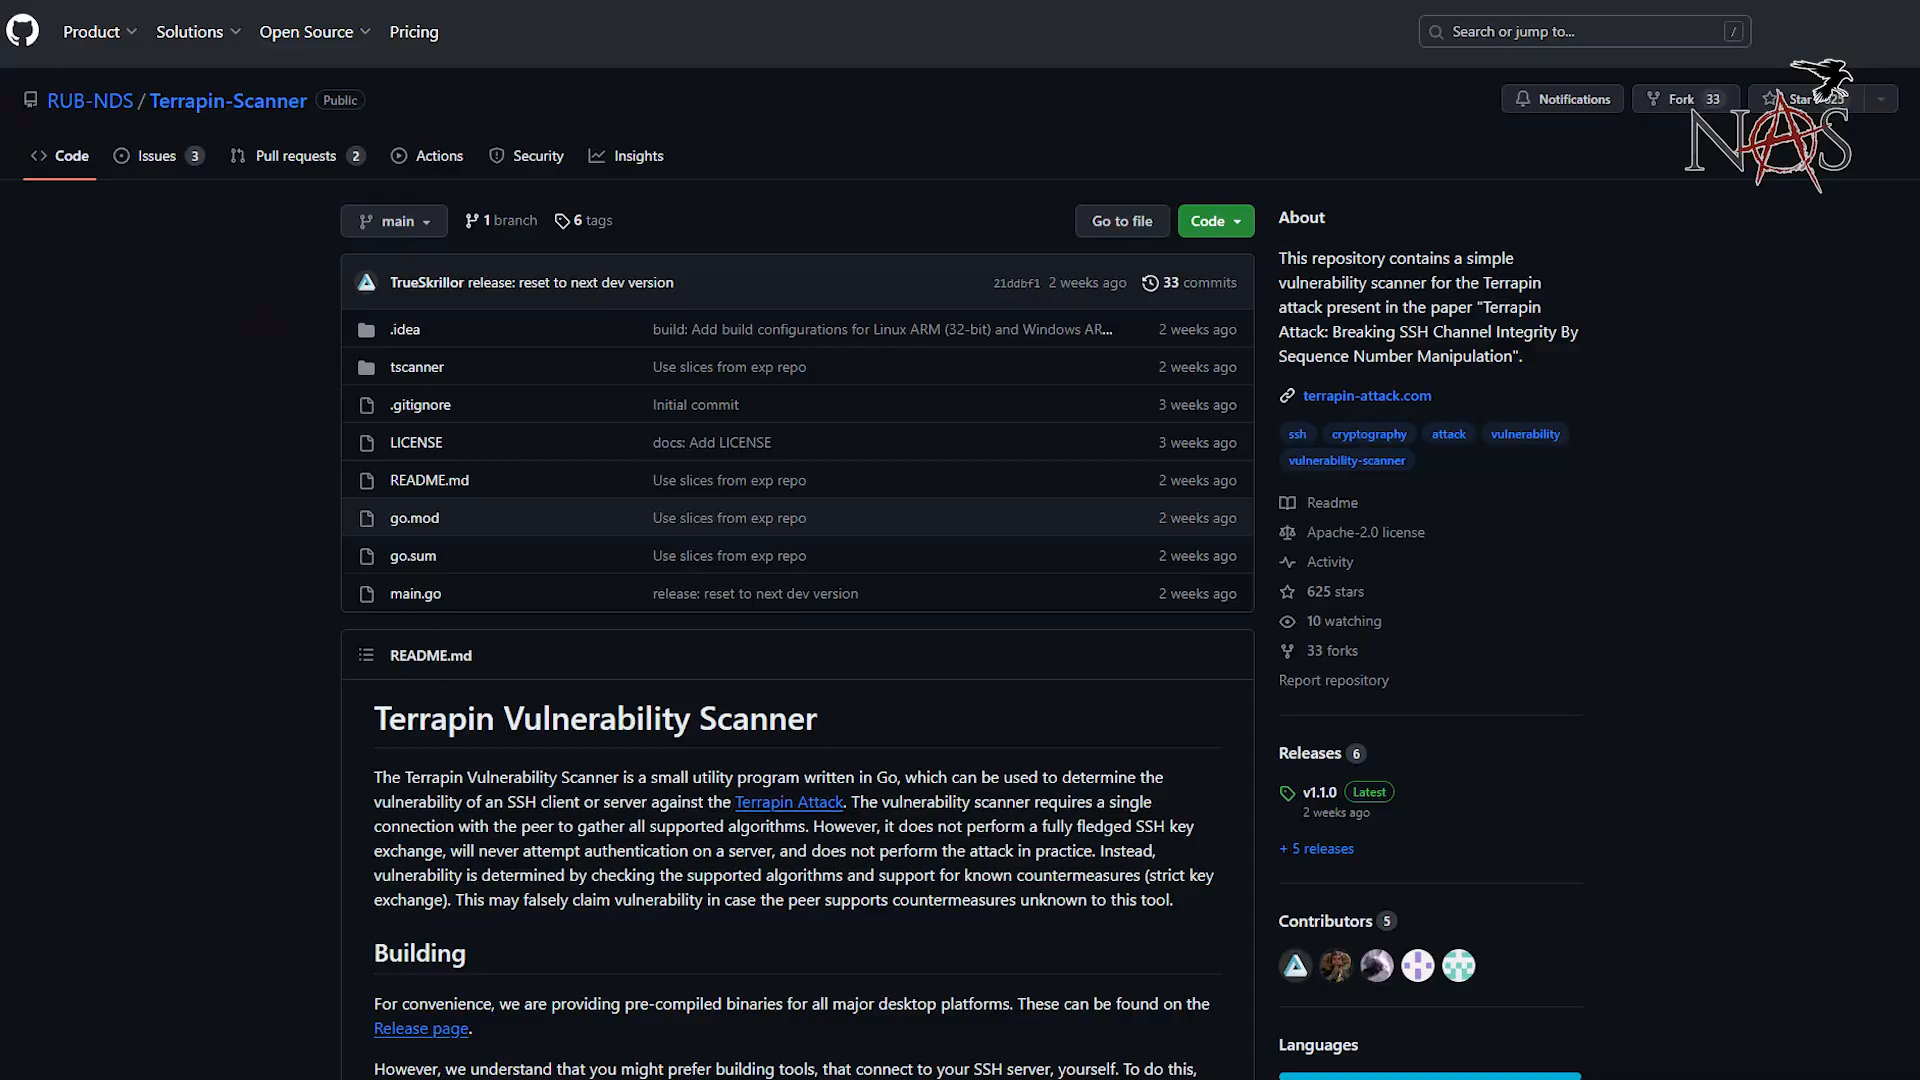 Product Solutions Open Source Pricing
Search or jump to... /
RUB-NDS / Terrapin-Scanner Public
Notifications Fork 33 Star
NAS
Code Issues 3 Pull requests 2 Actions Security Insights
main 1 branch 6 tags Go to file Code
TrueSkrillor release: reset to next dev version 21ddbf1 2 weeks ago 33 commits
.idea build: Add build configurations for Linux ARM (32-bit) and Windows AR... 2 weeks ago
tscanner Use slices from exp repo 2 weeks ago
.gitignore Initial commit 3 weeks ago
LICENSE docs: Add LICENSE 3 weeks ago
README.md Use slices from exp repo 2 weeks ago
go.mod Use slices from exp repo 2 weeks ago
go.sum Use slices from exp repo 2 weeks ago
main.go release: reset to next dev version 2 weeks ago
README.md
Terrapin Vulnerability Scanner
The Terrapin Vulnerability Scanner is a small utility program written in Go, which can be used to determine the
vulnerability of an SSH client or server against the Terrapin Attack. The vulnerability scanner requires a single
connection with the peer to gather all supported algorithms. However, it does not perform a fully fledged SSH key
exchange, will never attempt authentication on a server, and does not perform the attack in practice. Instead,
vulnerability is determined by checking the supported algorithms and support for known countermeasures (strict key
exchange). This may falsely claim vulnerability in case the peer supports countermeasures unknown to this tool.
Building
For convenience, we are providing pre-compiled binaries for all major desktop platforms. These can be found on the
Release page.
However, we understand that you might prefer building tools, that connect to your SSH server, yourself. To do this,
About
This repository contains a simple
vulnerability scanner for the Terrapin
attack present in the paper "Terrapin
Attack: Breaking SSH Channel Integrity By
Sequence Number Manipulation".
terrapin-attack.com
ssh cryptography attack vulnerability
vulnerability-scanner
Readme
Apache-2.0 license
Activity
625 stars
10 watching
33 forks
Report repository
Releases 6
v1.1.0 Latest
2 weeks ago
+ 5 releases
Contributors 5
Languages